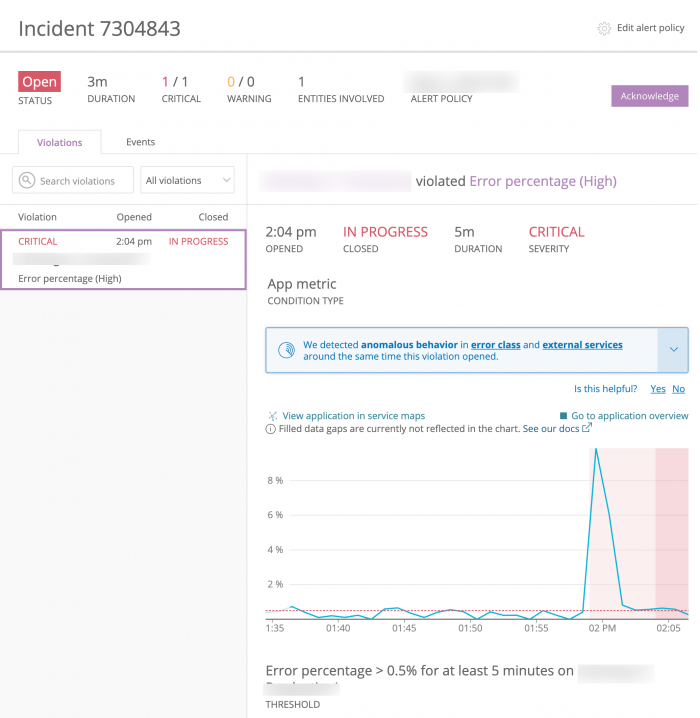 Incident 7304843
Edit alert policy
Open
STATUS
3m
DURATION
1 / 1
CRITICAL
0 / 0
WARNING
1
ENTITIES INVOLVED
ALERT POLICY
Acknowledge
Violations
Events
Search violations
All violations
Violation Opened Closed
CRITICAL 2:04 pm IN PROGRESS
Error percentage (High)
violated Error percentage (High)
2:04 pm
OPENED
IN PROGRESS
CLOSED
5m
DURATION
CRITICAL
SEVERITY
App metric
CONDITION TYPE
We detected anomalous behavior in error class and external services
around the same time this violation opened.
Is this helpful? Yes No
View application in service maps
Go to application overview
Filled data gaps are currently not reflected in the chart. See our docs
8 %
6 %
4 %
2 %
1:35 01:40 01:45 01:50 01:55 02 PM 02:05
Error percentage > 0.5% for at least 5 minutes on
THRESHOLD